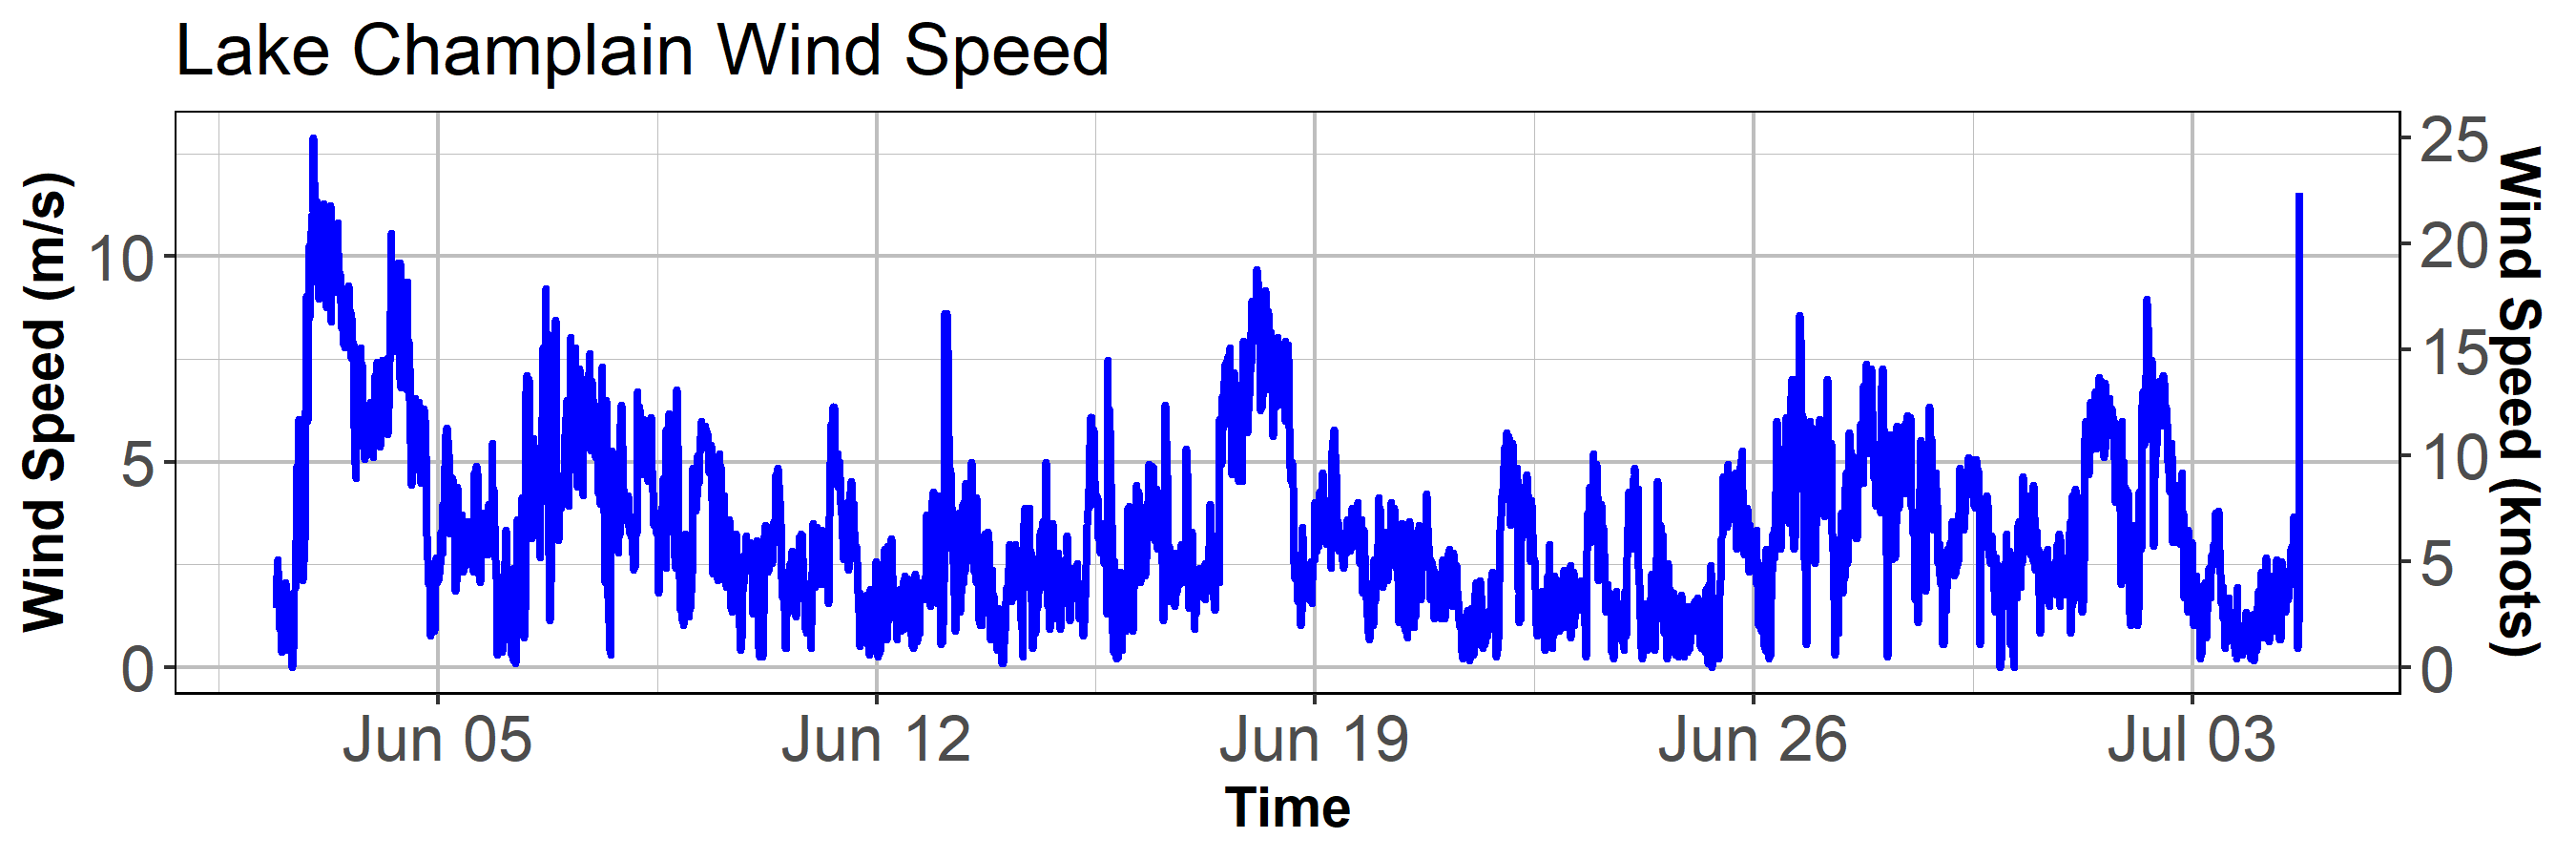 Lake Champlain Wind Speed
Wind Speed (m/s)
10
5
0
25
20
15
10
5
0
Wind Speed (knots)
Jun 05
Jun 12
Jun 19
Jun 26
Jul 03
Time